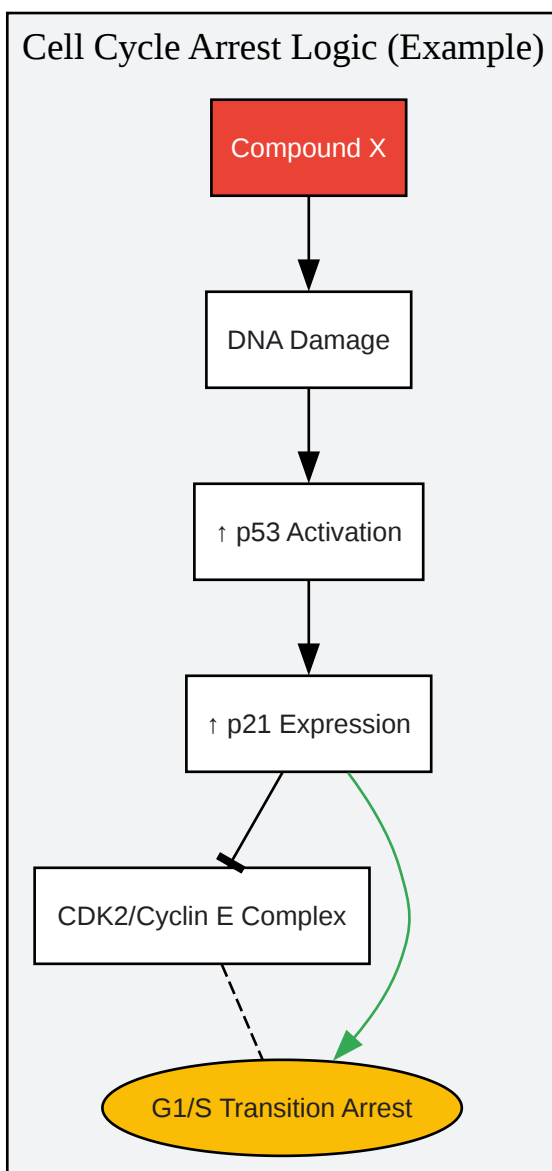 Cell Cycle Arrest Logic (Example)
Compound X
DNA Damage
↑ p53 Activation
↑ p21 Expression
CDK2/Cyclin E Complex
G1/S Transition Arrest